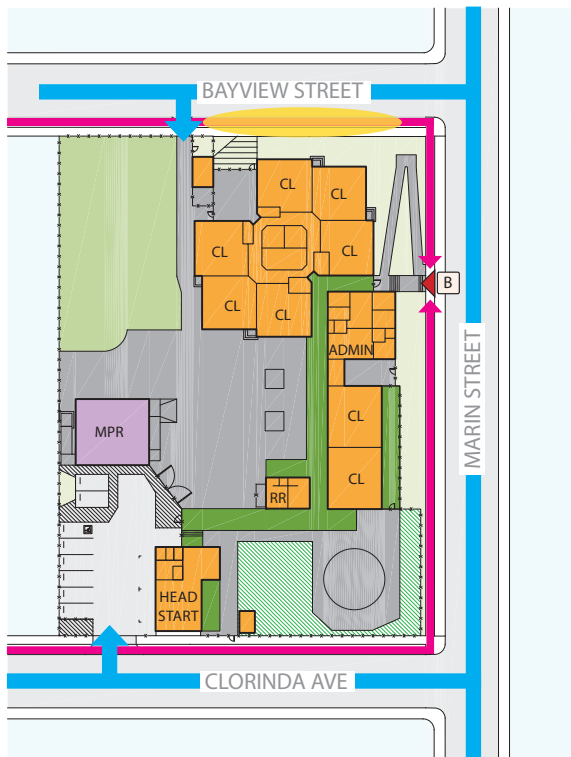 BAYVIEW STREET
CL
CL
CL
CL
CL
CL
B
ADMIN
MARIN STREET
CL
MPR
CL
RR
HEAD
START
CLORINDA AVE